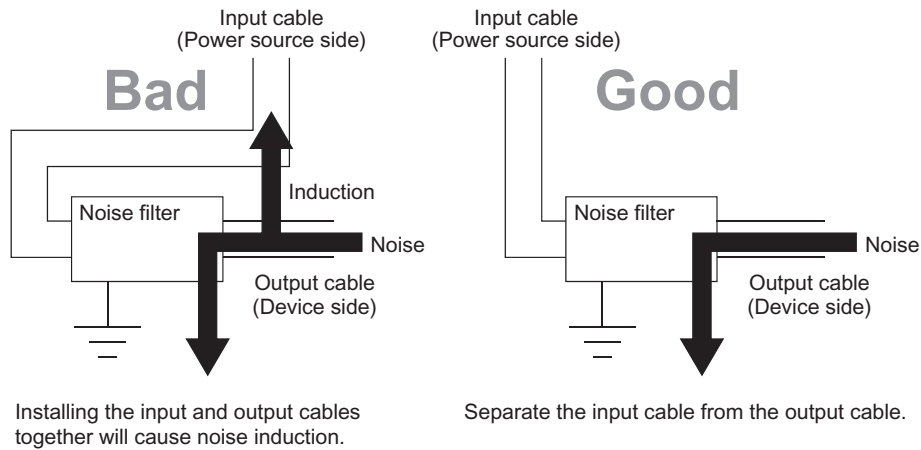 Input cable
(Power source side)
Bad
Induction
Noise filter
Noise
Output cable
(Device side)
Installing the input and output cables
together will cause noise induction.
Input cable
(Power source side)
Good
Noise filter
Noise
Output cable
(Device side)
Separate the input cable from the output cable.